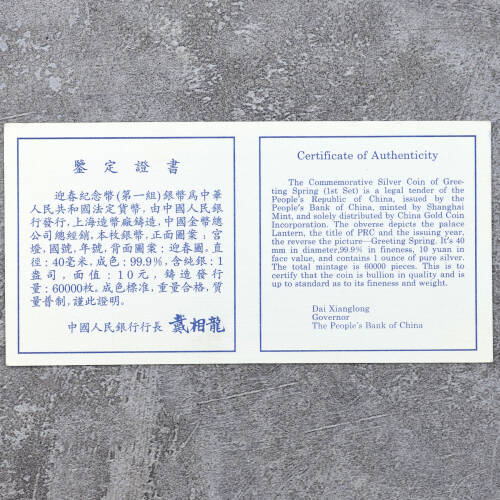 鑒定證書
迎春紀念幣(第一組)銀幣爲中華
人民共和國法定貨幣，由中國人民銀
行發行，上海造幣廠鑄造，中國金幣總
公司總經銷，本枚銀幣，正面圖案：宮
燈，國號，年號，背面圖案：迎春圖，直
徑：40毫米，成色：99.9%，含純銀：1
盎司，面值：10元，鑄造發行
量：60000枚。成色標准，重量合格，質
量普制，謹此證明。
中國人民銀行行長 戴相龍
Certificate of Authenticity
The Commemorative Silver Coin of Gree
ting Spring (1st Set) is a legal tender of the
People's Republic of China, issued by the
People's Bank of China, minted by Shanghai
Mint, and solely distributed by China Gold Coin
Incorporation. The obverse depicts the palace
Lantern, the title of PRC and the issuing year,
the reverse the picture—Greeting Spring. It's 40
mm in diameter,99.9% in fineness, 10 yuan in
face value, and contains 1 ounce of pure silver.
The total mintage is 60000 pieces. This is to
certify that the coin is bullion in quality and is
up to standard as to its fineness and weight.
Dai Xianglong
Governor
The People's Bank of China